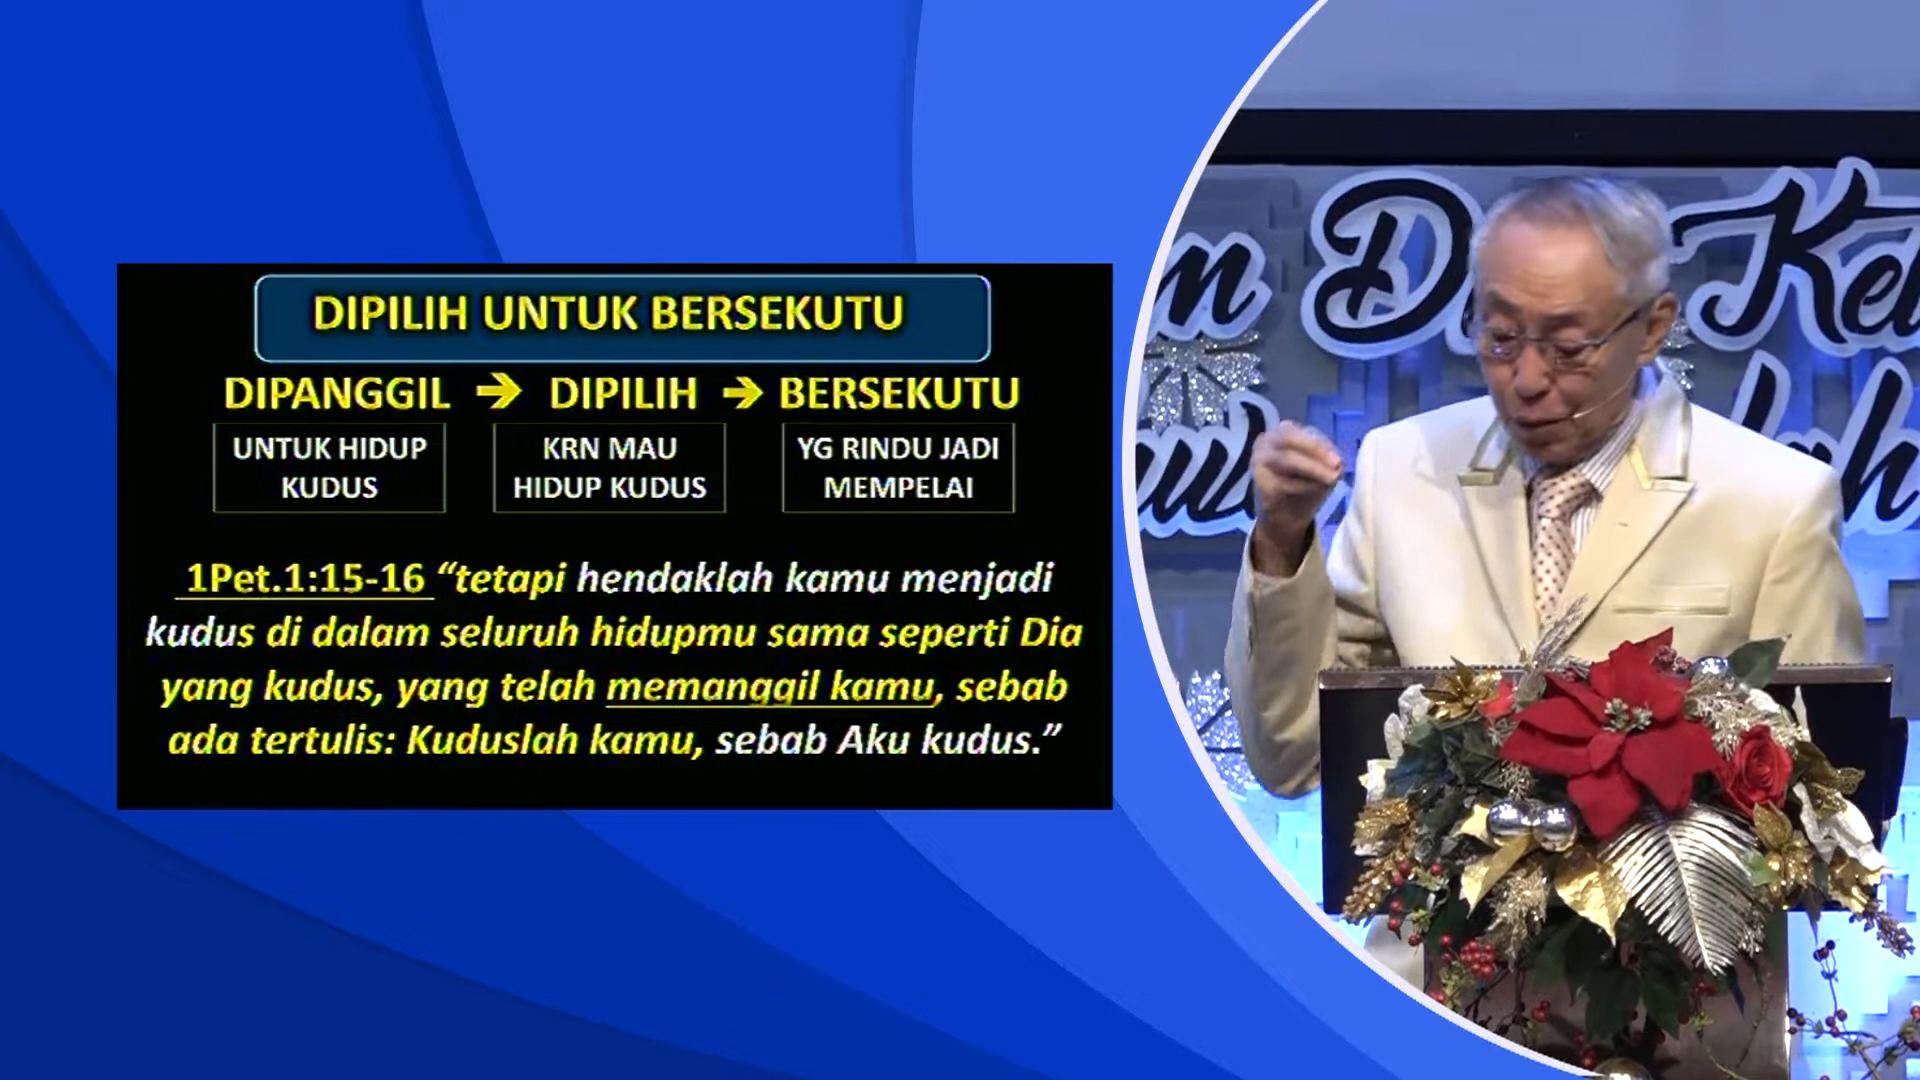 DIPILIH UNTUK BERSEKUTU
DIPANGGIL → DIPILIH → BERSEKUTU
UNTUK HIDUP KUDUS
KRN MAU HIDUP KUDUS
YG RINDU JADI MEMPELAI
1Pet.1:15-16 “tetapi hendaklah kamu menjadi
kudus di dalam seluruh hidupmu sama seperti Dia
yang kudus, yang telah memanggil kamu, sebab
ada tertulis: Kuduslah kamu, sebab Aku kudus.”